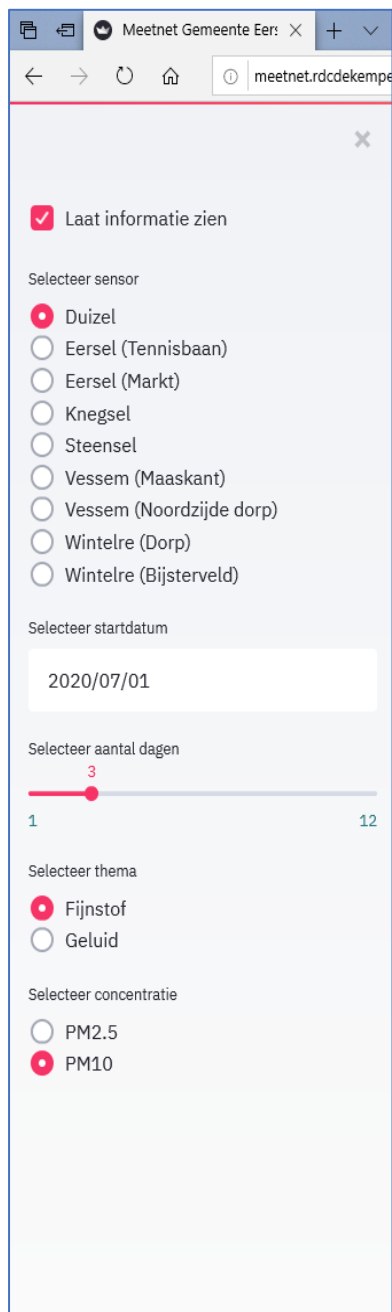 Meetnet Gemeente Eers
meetnet.rdcdekempe
Laat informatie zien
Selecteer sensor
Duizel
Eersel (Tennisbaan)
Eersel (Markt)
Knegsel
Steensel
Vessem (Maaskant)
Vessem (Noordzijde dorp)
Wintelre (Dorp)
Wintelre (Bijsterveld)
Selecteer startdatum
2020/07/01
Selecteer aantal dagen
3
1 12
Selecteer thema
Fijnstof
Geluid
Selecteer concentratie
PM2.5
PM10